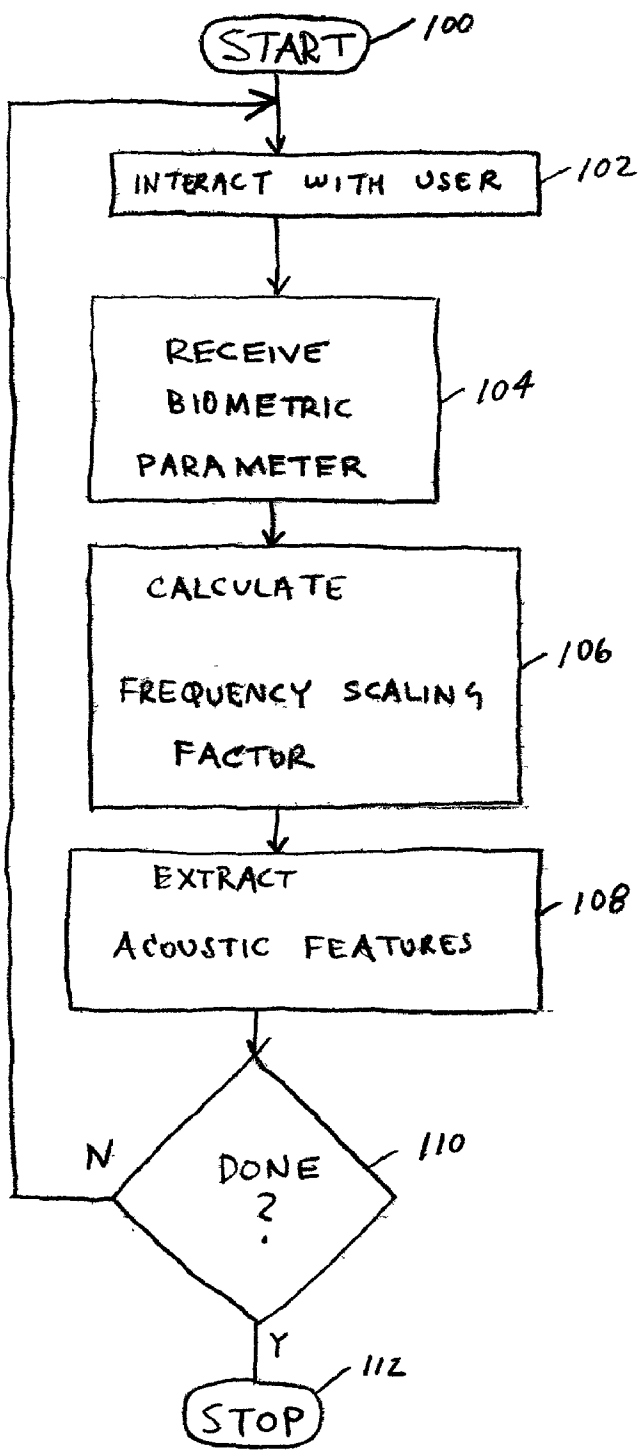 START
100
INTERACT WITH USER
102
RECEIVE
BIOMETRIC
PARAMETER
104
CALCULATE
FREQUENCY SCALING
FACTOR
106
EXTRACT
ACOUSTIC FEATURES
108
N
DONE
?
110
Y
STOP
112